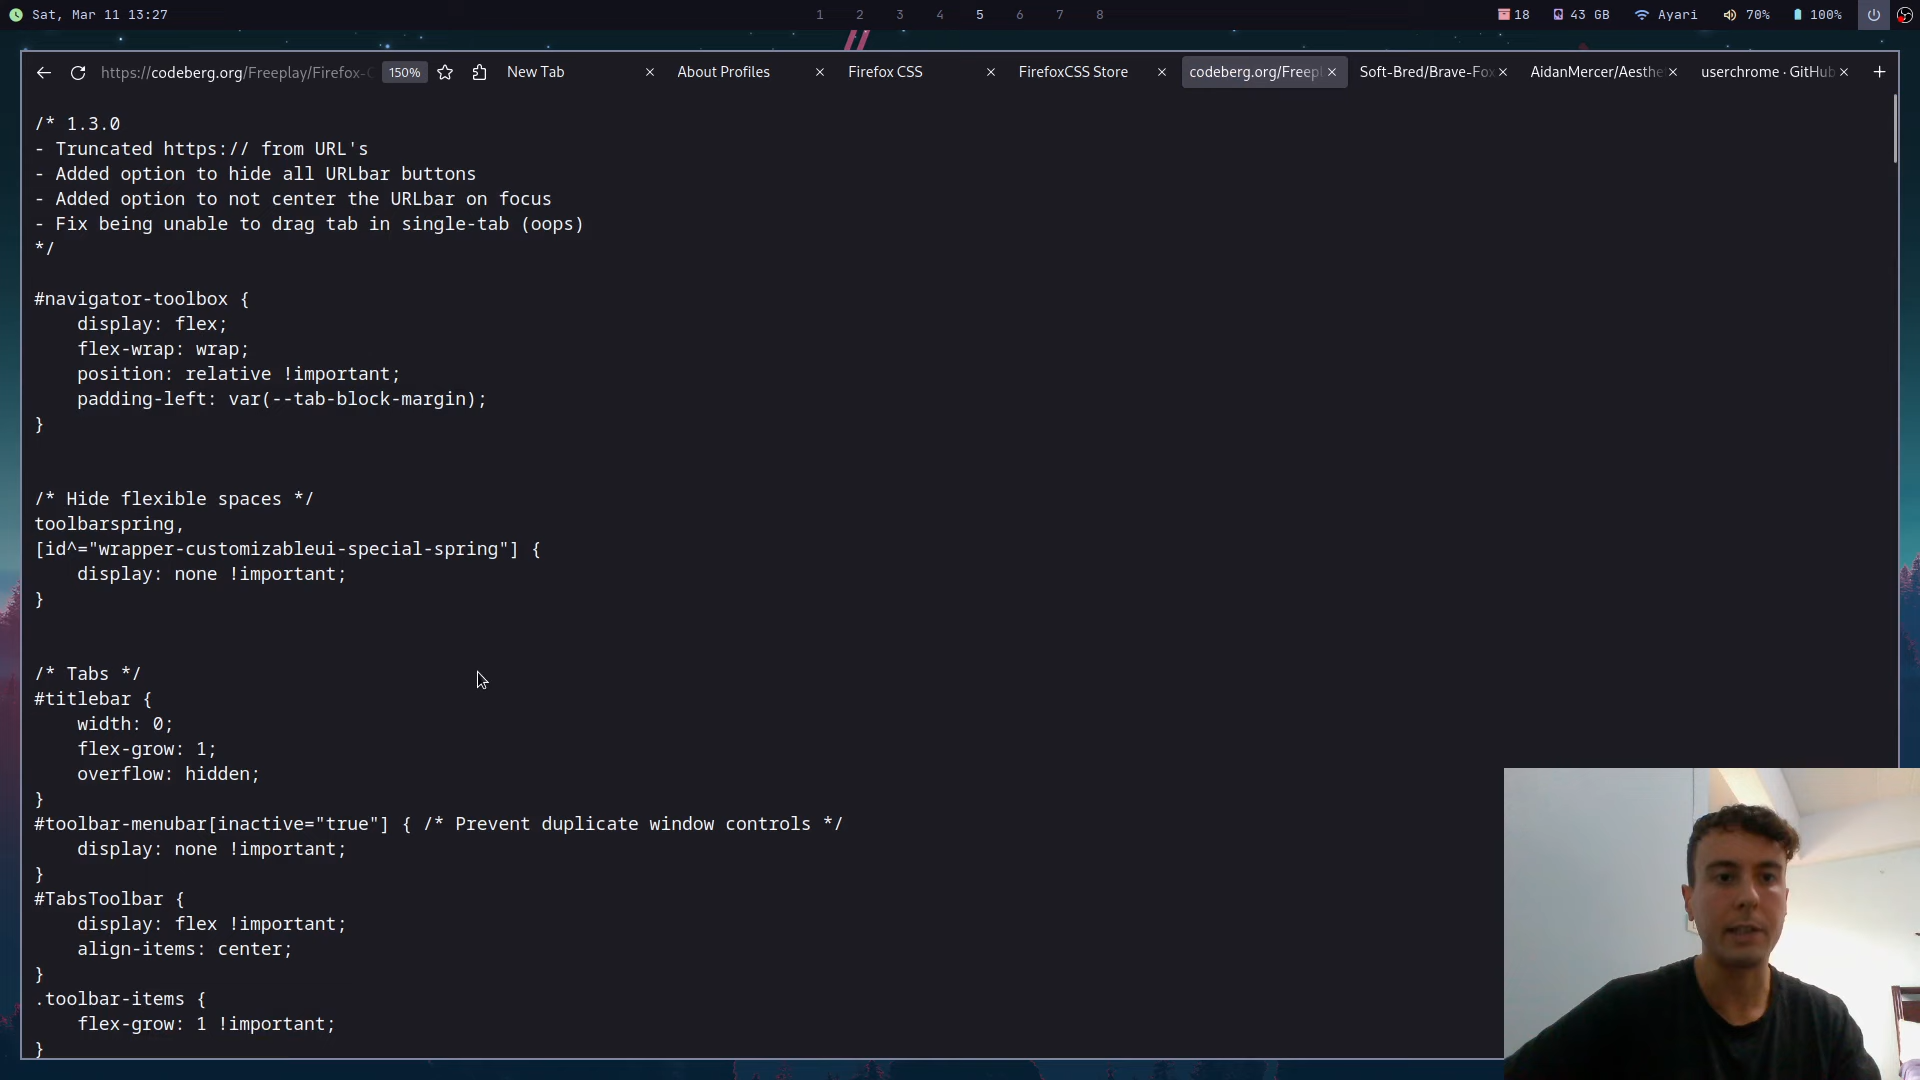 Sat, Mar 11 13:27
1 2 3 4 5 6 7 8
18 43 GB Ayari 70% 100%
https://codeberg.org/Freeplay/Firefox- 150% New Tab About Profiles Firefox CSS FirefoxCSS Store codeberg.org/Freepl Soft-Bred/Brave-Fox AidanMercer/Aesthe userchrome · GitHub
/* 1.3.0
- Truncated https:// from URL's
- Added option to hide all URLbar buttons
- Added option to not center the URLbar on focus
- Fix being unable to drag tab in single-tab (oops)
*/
#navigator-toolbox {
display: flex;
flex-wrap: wrap;
position: relative !important;
padding-left: var(--tab-block-margin);
}
/* Hide flexible spaces */
toolbarspring,
[id^="wrapper-customizableui-special-spring"] {
display: none !important;
}
/* Tabs */
#titlebar {
width: 0;
flex-grow: 1;
overflow: hidden;
}
#toolbar-menubar[inactive="true"] { /* Prevent duplicate window controls */
display: none !important;
}
#TabsToolbar {
display: flex !important;
align-items: center;
}
.toolbar-items {
flex-grow: 1 !important;
}